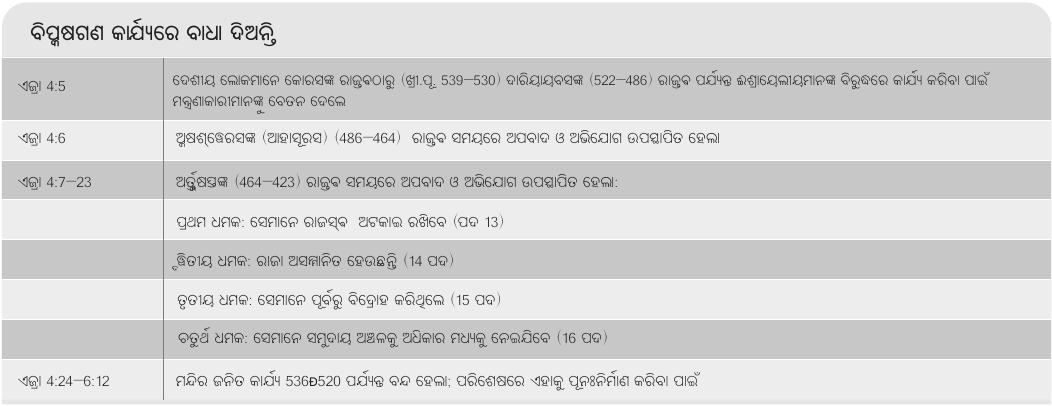 ବିପକ୍ଷଗଣ କାର୍ଯ୍ୟରେ ବାଧା ଦିଅନ୍ତି
ଏଜ୍ରା 4:5
ଦେଶୀୟ ଲୋକମାନେ କୋରସଙ୍କ ରାଜତ୍ଵଠାରୁ (ଖ୍ରୀ.ପୂ. 539–530) ଦାରିୟାବସଙ୍କ (522–486) ରାଜତ୍ଵ ପର୍ଯ୍ୟନ୍ତ ଈଶ୍ରାୟେଲୀୟମାନଙ୍କ ବିରୁଦ୍ଧରେ କାର୍ଯ୍ୟ କରିବା ପାଇଁ
ମନ୍ତ୍ରଣାକାରୀମାନଙ୍କୁ ବେତନ ଦେଲେ
ଏଜ୍ରା 4:6
ଅକ୍ଷଶ୍ୱେରସଙ୍କ (ଆହାସୂରସ) (486–464) ରାଜତ୍ଵ ସମୟରେ ଅପବାଦ ଓ ଅଭିଯୋଗ ଉପସ୍ଥାପିତ ହେଲା
ଏଜ୍ରା 4:7–23
ଅର୍ତ୍ତକ୍ଷସ୍ତଙ୍କ (464–423) ରାଜତ୍ଵ ସମୟରେ ଅପବାଦ ଓ ଅଭିଯୋଗ ଉପସ୍ଥାପିତ ହେଲା:
ପ୍ରଥମ ଧମକ: ସେମାନେ ରାଜସ୍ଵ ଅଟକାଇ ରଖିବେ (ପଦ 13)
ଦ୍ୱିତୀୟ ଧମକ: ରାଜା ଅସମ୍ମାନିତ ହେଉଛନ୍ତି (14 ପଦ)
ତୃତୀୟ ଧମକ: ସେମାନେ ପୂର୍ବରୁ ବିଦ୍ରୋହ କରିଥିଲେ (15 ପଦ)
ଚତୁର୍ଥ ଧମକ: ସେମାନେ ସମୁଦାୟ ଅଞ୍ଚଳକୁ ଅଧିକାର ମଧ୍ୟକୁ ନେଇଯିବେ (16 ପଦ)
ଏଜ୍ରା 4:24–6:12
ମନ୍ଦିର ଜନିତ କାର୍ଯ୍ୟ 536Ð520 ପର୍ଯ୍ୟନ୍ତ ବନ୍ଦ ହେଲା; ପରିଶେଷରେ ଏହାକୁ ପୂନଃନିର୍ମାଣ କରିବା ପାଇଁ